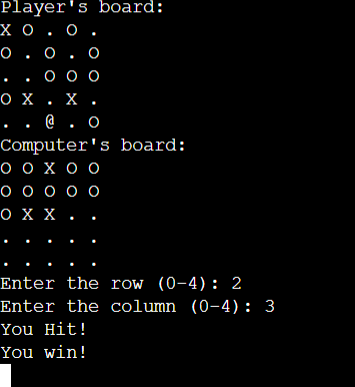 Player's board:
X O . O .
O . O . O
. . O O O
O X . X .
. . @ . O
Computer's board:
O O X O O
O O O O O
O X X . .
. . . . .
. . . . .
Enter the row (0-4): 2
Enter the column (0-4): 3
You Hit!
You win!